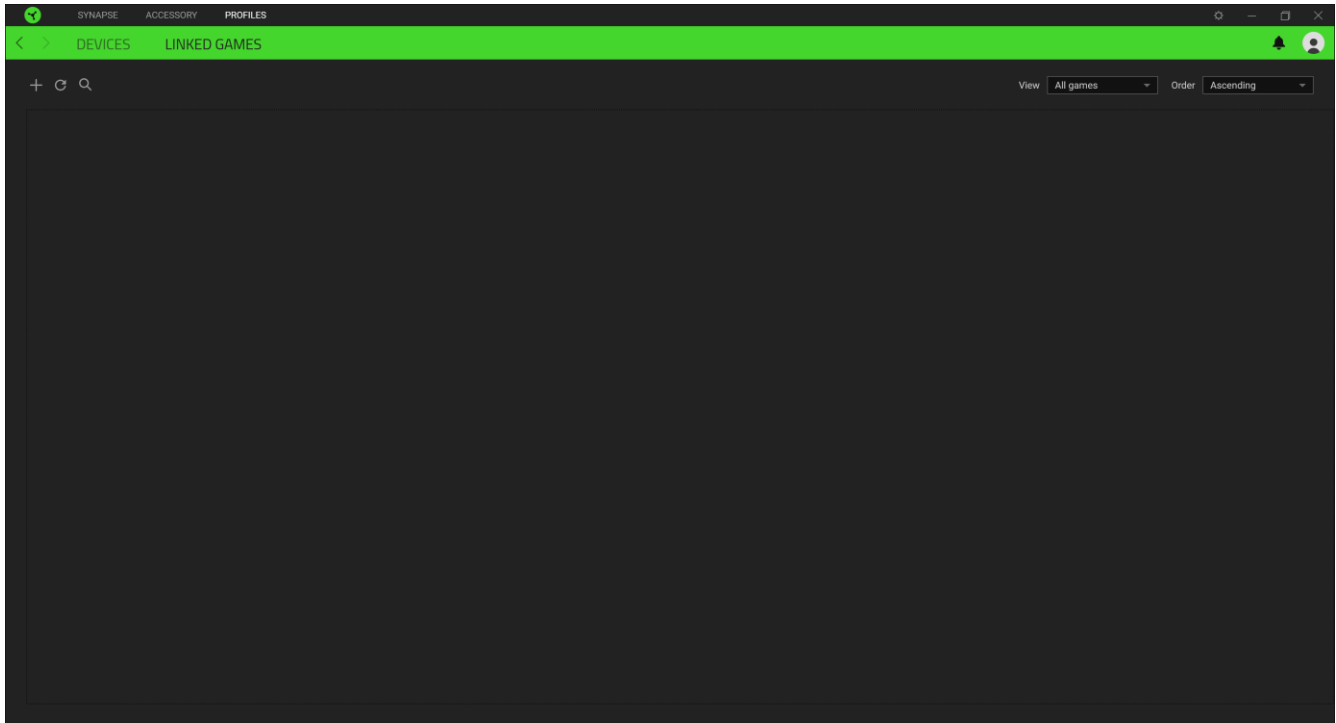 SYNAPSE ACCESSORY PROFILES
DEVICES LINKED GAMES
View All games Order Ascending